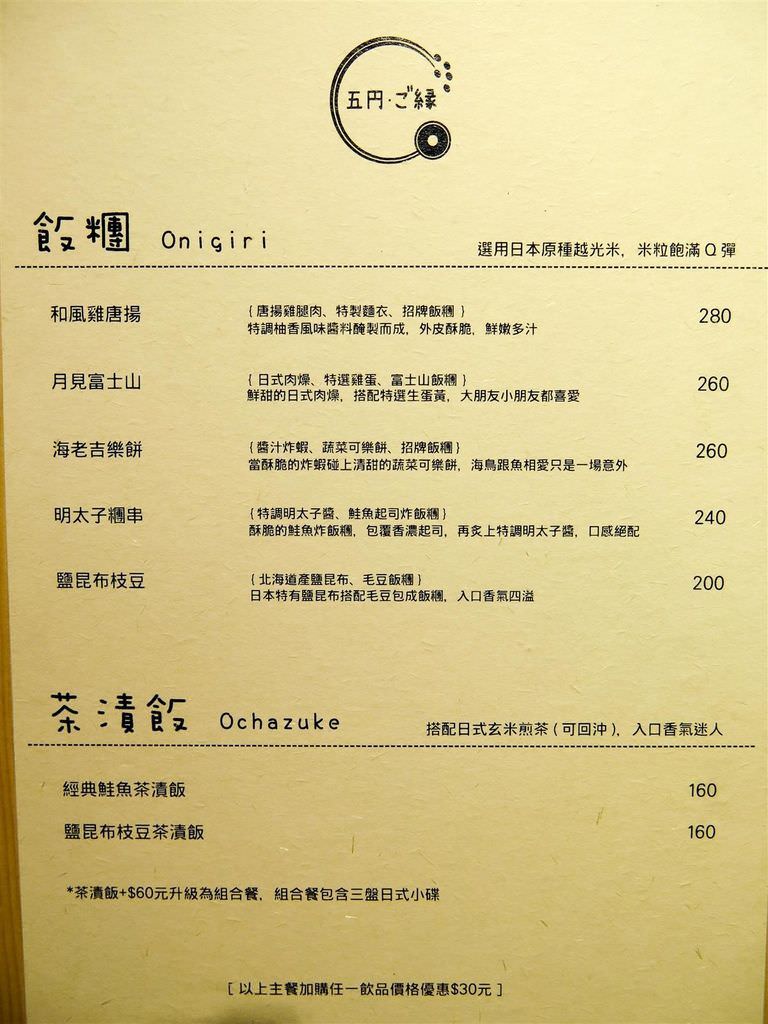 五円·ご縁
飯糰 Onigiri 選用日本原種越光米，米粒飽滿Q彈
和風雞唐揚 { 唐揚雞腿肉、特製麵衣、招牌飯糰 } 280
特調柚香風味醬料醃製而成，外皮酥脆，鮮嫩多汁
月見富士山 { 日式肉燥、特選雞蛋、富士山飯糰 } 260
鮮甜的日式肉燥，搭配特選生蛋黃，大朋友小朋友都喜愛
海老吉樂餅 { 醬汁炸蝦、蔬菜可樂餅、招牌飯糰 } 260
當酥脆的炸蝦碰上清甜的蔬菜可樂餅，海鳥跟魚相愛只是一場意外
明太子糰串 { 特調明太子醬、鮭魚起司炸飯糰 } 240
酥脆的鮭魚炸飯糰，包覆香濃起司，再炙上特調明太子醬，口感絕配
鹽昆布枝豆 { 北海道產鹽昆布、毛豆飯糰 } 200
日本特有鹽昆布搭配毛豆包成飯糰，入口香氣四溢
茶漬飯 Ochazuke 搭配日式玄米煎茶（可回沖），入口香氣迷人
經典鮭魚茶漬飯 160
鹽昆布枝豆茶漬飯 160
*茶漬飯+$60元升級為組合餐，組合餐包含三盤日式小碟
[ 以上主餐加購任一飲品價格優惠$30元 ]